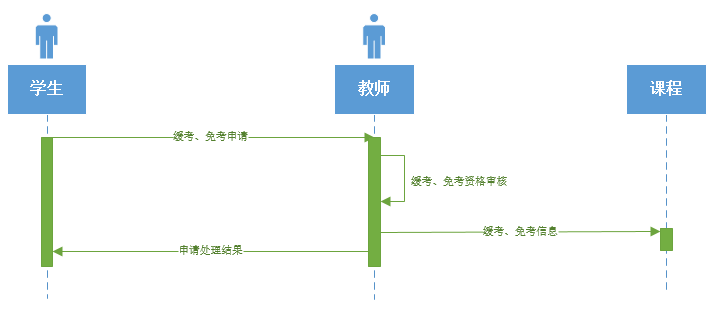 学生
教师
课程
缓考、免考申请
缓考、免考资格审核
缓考、免考信息
申请处理结果